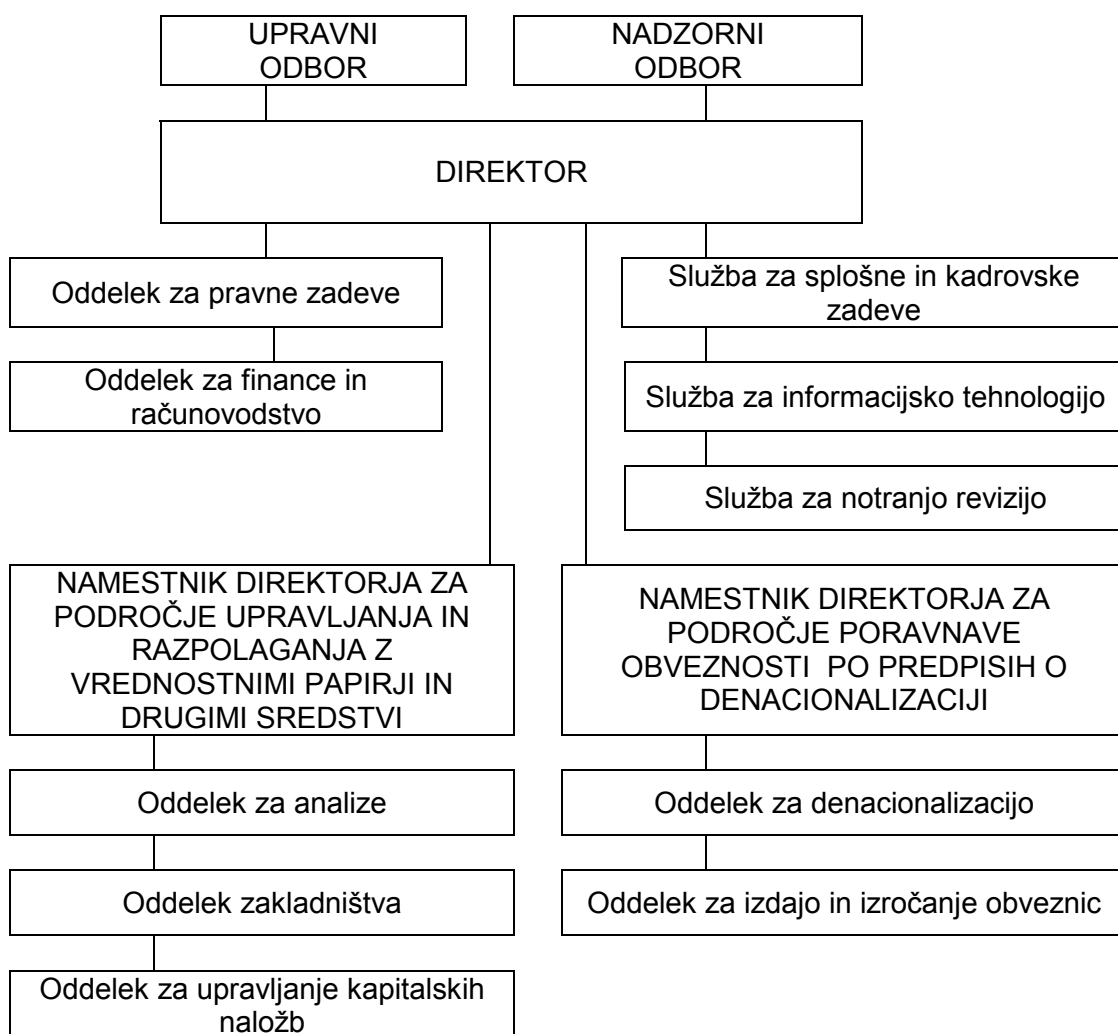 UPRAVNI
ODBOR
NADZORNI
ODBOR
DIREKTOR
Oddelek za pravne zadeve
Služba za splošne in kadrovske
zadeve
Oddelek za finance in
računovodstvo
Služba za informacijsko tehnologijo
Služba za notranjo revizijo
NAMESTNIK DIREKTORJA ZA
PODROČJE UPRAVLJANJA IN
RAZPOLAGANJA Z
VREDNOSTNIMI PAPIRJI IN
DRUGIMI SREDSTVI
NAMESTNIK DIREKTORJA ZA
PODROČJE PORAVNAVE
OBVEZNOSTI PO PREDPISIH O
DENACIONALIZACIJI
Oddelek za analize
Oddelek za denacionalizacijo
Oddelek zakladništva
Oddelek za izdajo in izročanje obveznic
Oddelek za upravljanje kapitalskih
naložb